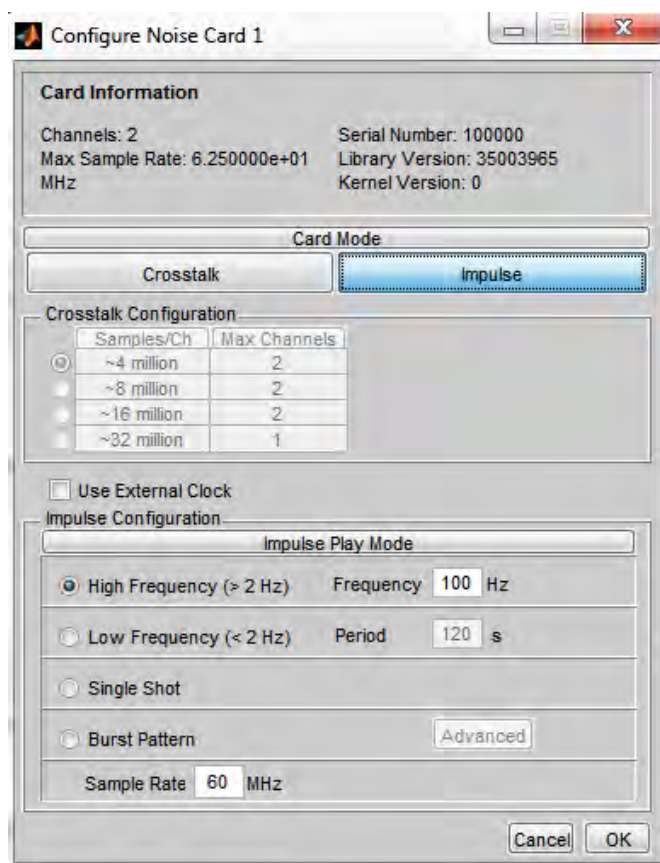 Configure Noise Card 1
Card Information
Channels: 2
Serial Number: 100000
Max Sample Rate: 6.250000e+01
MHz
Library Version: 35003965
Kernel Version: 0
Card Mode
Crosstalk Impulse
Crosstalk Configuration
Samples/Ch Max Channels
~4 million 2
~8 million 2
~16 million 2
~32 million 1
Use External Clock
Impulse Configuration
Impulse Play Mode
High Frequency (> 2 Hz) Frequency 100 Hz
Low Frequency (< 2 Hz) Period 120 s
Single Shot
Burst Pattern Advanced
Sample Rate 60 MHz
Cancel OK